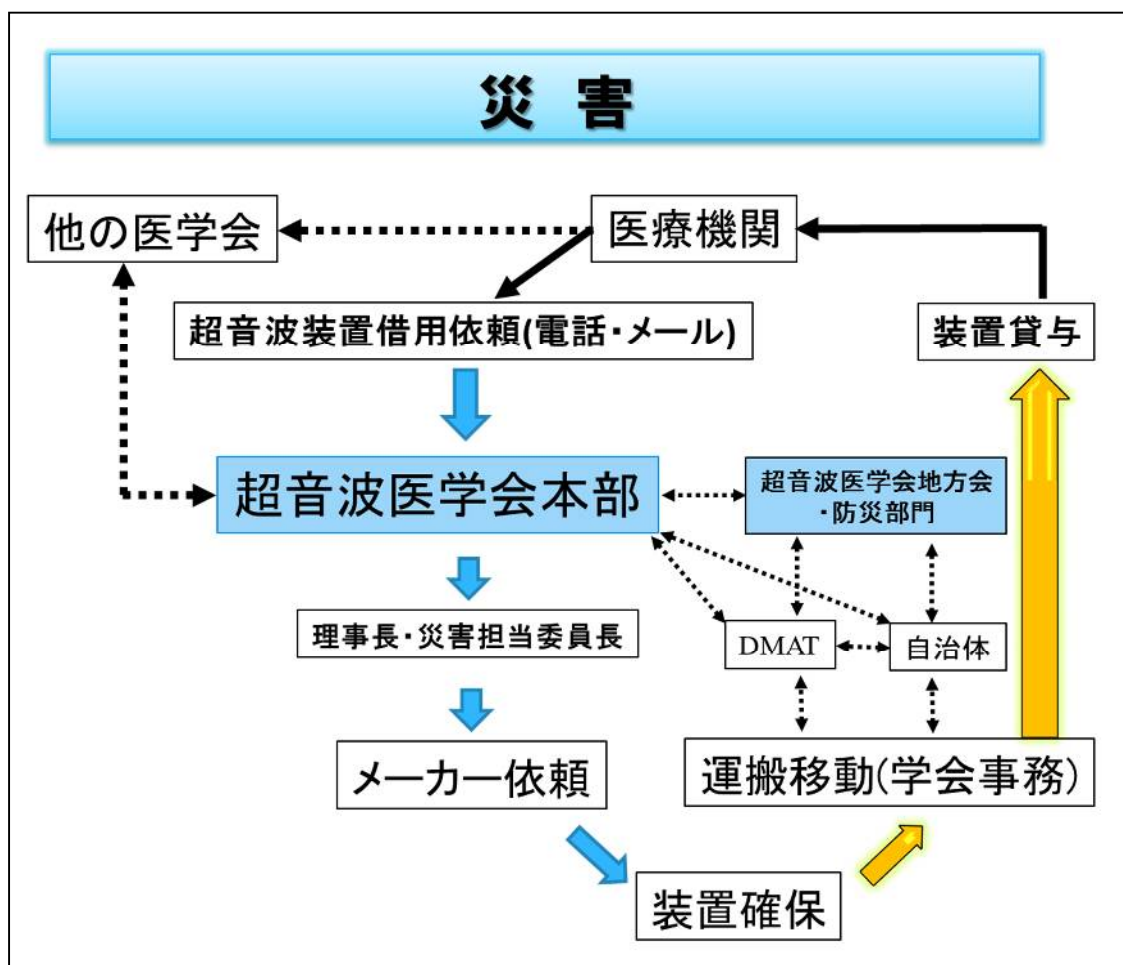 災 害
他の医学会
医療機関
超音波装置借用依頼(電話・メール)
装置貸与
超音波医学会本部
超音波医学会地方会
・防災部門
理事長・災害担当委員長
DMAT
自治体
メーカー依頼
運搬移動(学会事務)
装置確保